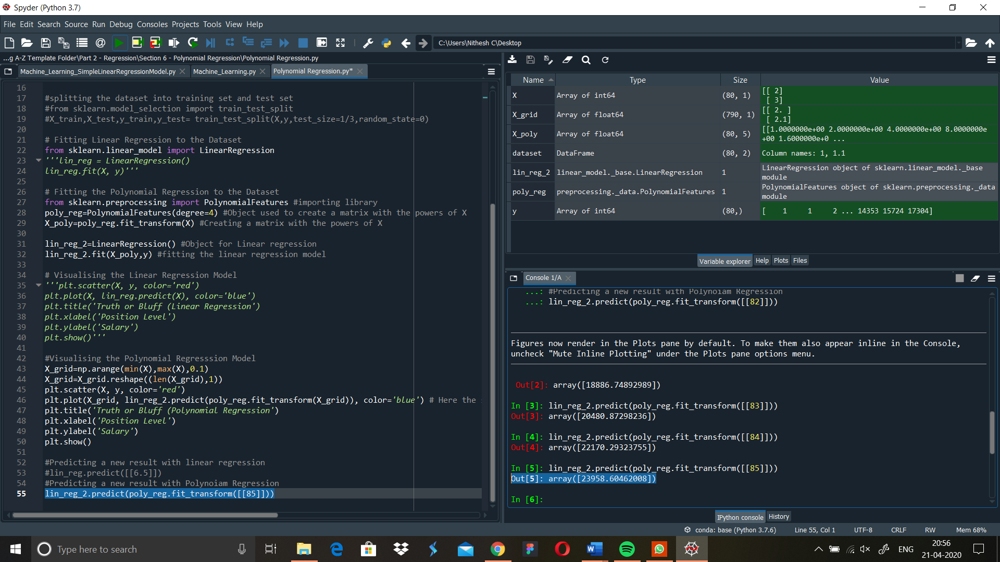 Spyder (Python 3.7)
File Edit Search Source Run Debug Consoles Projects Tools View Help
C:\Users\Nithesh C\Desktop
...g A-Z Template Folder\Part 2 - Regression\Section 6 - Polynomial Regression\Polynomial Regression.py
Machine_Learning_SimpleLinearRegressionModel.py Machine_Learning.py Polynomial Regression.py*
16
17 #splitting the dataset into training set and test set
18 #from sklearn.model_selection import train_test_split
19 #X_train,X_test,y_train,y_test= train_test_split(X,y,test_size=1/3,random_state=0)
20
21 # Fitting Linear Regression to the Dataset
22 from sklearn.linear_model import LinearRegression
23 '''lin_reg = LinearRegression()
24 lin_reg.fit(X, y)'''
25
26 # Fitting the Polynomial Regression to the Dataset
27 from sklearn.preprocessing import PolynomialFeatures #importing library
28 poly_reg=PolynomialFeatures(degree=4) #Object used to create a matrix with the powers of X
29 X_poly=poly_reg.fit_transform(X) #Creating a matrix with the powers of X
30
31 lin_reg_2=LinearRegression() #Object for Linear regression
32 lin_reg_2.fit(X_poly,y) #fitting the linear regression model
33
34 # Visualising the Linear Regression Model
35 '''plt.scatter(X, y, color='red')
36 plt.plot(X, lin_reg.predict(X), color='blue')
37 plt.title('Truth or Bluff (Linear Regression')
38 plt.xlabel('Position Level')
39 plt.ylabel('Salary')
40 plt.show()'''
41
42 #Visualising the Polynomial Regresssion Model
43 X_grid=np.arange(min(X),max(X),0.1)
44 X_grid=X_grid.reshape((len(X_grid),1))
45 plt.scatter(X, y, color='red')
46 plt.plot(X_grid, lin_reg_2.predict(poly_reg.fit_transform(X_grid)), color='blue') # Here the
47 plt.title('Truth or Bluff (Polynomial Regression')
48 plt.xlabel('Position Level')
49 plt.ylabel('Salary')
50 plt.show()
51
52 #Predicting a new result with linear regression
53 #lin_reg.predict([[6.5]])
54 #Predicting a new result with Polynoiam Regression
55 lin_reg_2.predict(poly_reg.fit_transform([[85]]))
Name Type Size Value
X Array of int64 (80, 1) [[ 2]
[ 3]
X_grid Array of float64 (790, 1) [[ 2. ]
[ 2.1]
X_poly Array of float64 (80, 5) [[1.0000000e+00 2.0000000e+00 4.0000000e+00 8.0000000e
+00 1.6000000e+0 ...
dataset DataFrame (80, 2) Column names: 1, 1.1
lin_reg_2 linear_model._base.LinearRegression 1 LinearRegression object of sklearn.linear_model._base
module
poly_reg preprocessing._data.PolynomialFeatures 1 PolynomialFeatures object of sklearn.preprocessing._data
module
y Array of int64 (80,) [ 1 1 2 ... 14353 15724 17304]
Variable explorer Help Plots Files
Console 1/A
...: #Predicting a new result with Polynoiam Regression
...: lin_reg_2.predict(poly_reg.fit_transform([[82]]))
Figures now render in the Plots pane by default. To make them also appear inline in the Console,
uncheck "Mute Inline Plotting" under the Plots pane options menu.
Out[2]: array([18886.74892989])
In [3]: lin_reg_2.predict(poly_reg.fit_transform([[83]]))
Out[3]: array([20480.87298236])
In [4]: lin_reg_2.predict(poly_reg.fit_transform([[84]]))
Out[4]: array([22170.29323755])
In [5]: lin_reg_2.predict(poly_reg.fit_transform([[85]]))
Out[5]: array([23958.60462008])
In [6]:
IPython console History
conda: base (Python 3.7.6) Line 55, Col 1 UTF-8 CRLF RW Mem 68%
Type here to search
ENG
20:56
21-04-2020